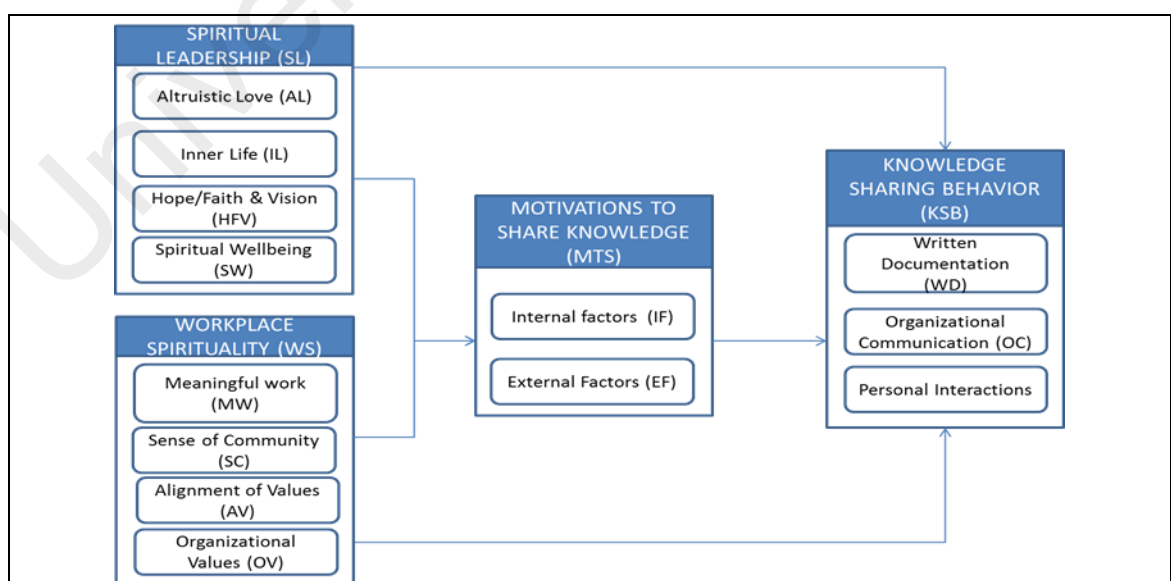 SPIRITUAL
LEADERSHIP (SL)
Altruistic Love (AL)
Inner Life (IL)
Hope/Faith & Vision
(HFV)
Spiritual Wellbeing
(SW)
WORKPLACE
SPIRITUALITY (WS)
Meaningful work
(MW)
Sense of Community
(SC)
Alignment of Values
(AV)
Organizational
Values (OV)
MOTIVATIONS TO
SHARE KNOWLEDGE
(MTS)
Internal factors (IF)
External Factors (EF)
KNOWLEDGE
SHARING BEHAVIOR
(KSB)
Written
Documentation
(WD)
Organizational
Communication (OC)
Personal Interactions